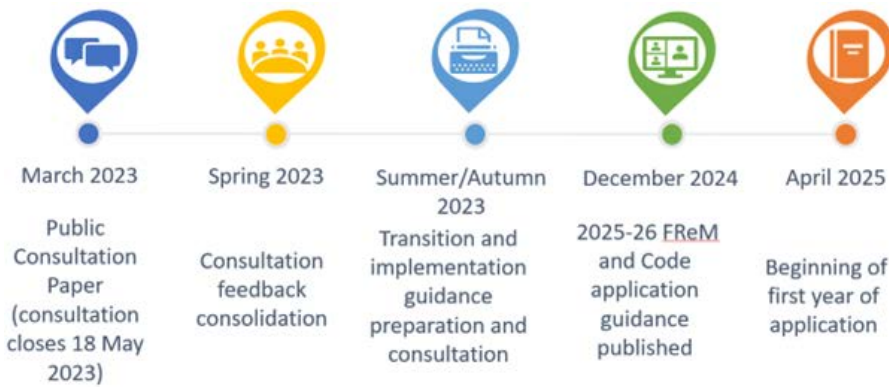 March 2023
Public
Consultation
Paper
(consultation
closes 18 May
2023)
Spring 2023
Consultation
feedback
consolidation
Summer/Autumn
2023
Transition and
implementation
guidance
preparation and
consultation
December 2024
2025-26 FReM
and Code
application
guidance
published
April 2025
Beginning of
first year of
application